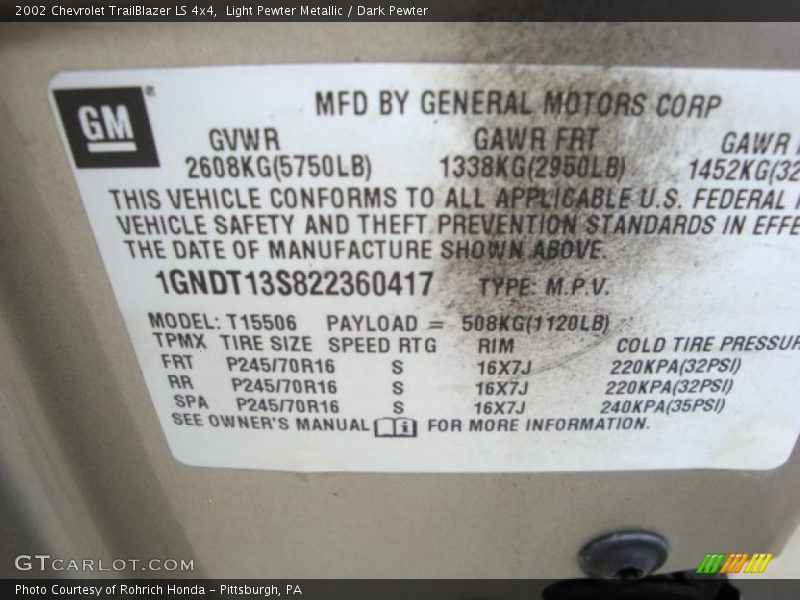 2002 Chevrolet TrailBlazer LS 4x4, Light Pewter Metallic / Dark Pewter
GM ®
MFD BY GENERAL MOTORS CORP
GVWR GAWR FRT GAWR
2608KG(5750LB) 1338KG(2950LB) 1452KG(32
THIS VEHICLE CONFORMS TO ALL APPLICABLE U.S. FEDERAL
VEHICLE SAFETY AND THEFT PREVENTION STANDARDS IN EFFE
THE DATE OF MANUFACTURE SHOWN ABOVE.
1GNDT13S822360417 TYPE: M.P.V.
MODEL: T15506 PAYLOAD = 508KG(1120LB)
TPMX TIRE SIZE SPEED RTG RIM COLD TIRE PRESSUR
FRT P245/70R16 S 16X7J 220KPA(32PSI)
RR P245/70R16 S 16X7J 220KPA(32PSI)
SPA P245/70R16 S 16X7J 240KPA(35PSI)
SEE OWNER'S MANUAL i FOR MORE INFORMATION.
GTCARLOT.COM
Photo Courtesy of Rohrich Honda - Pittsburgh, PA